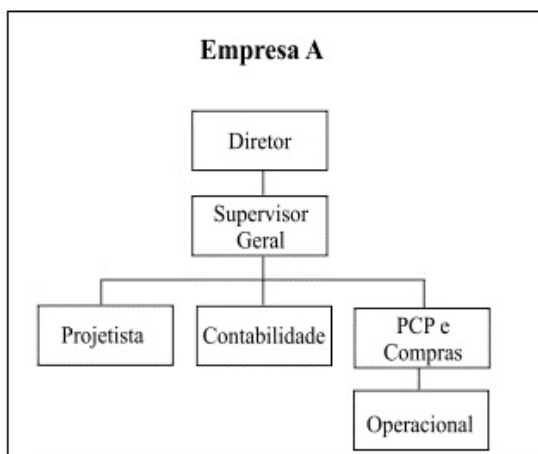 Empresa A
Diretor
Supervisor
Geral
Projetista
Contabilidade
PCP e
Compras
Operacional